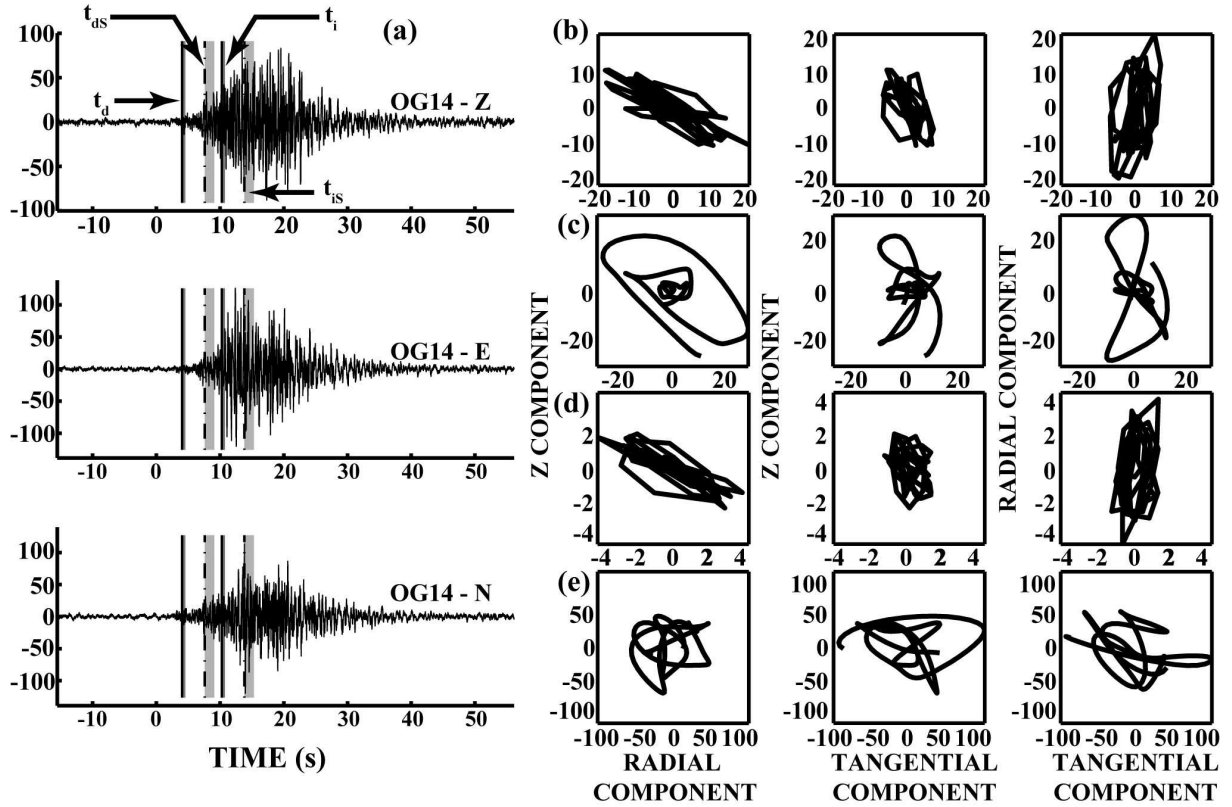 t_dS
t_i
(a)
100
50
0
-50
-100
t_d
OG14 - Z
t_iS
-10 0 10 20 30 40 50
100
50
0
-50
-100
OG14 - E
-10 0 10 20 30 40 50
100
50
0
-50
-100
OG14 - N
-10 0 10 20 30 40 50
TIME (s)
(b)
10
0
-10
-20
-20 -10 0 10 20
20
10
0
-10
-20
-20 -10 0 10 20
20
10
0
-10
-20
-20 -10 0 10 20
(c)
20
0
-20
-20 0 20
20
0
-20
-20 0 20
20
0
-20
-20 0 20
Z COMPONENT
Z COMPONENT
RADIAL COMPONENT
(d)
2
0
-2
-4
-4 -2 0 2 4
4
2
0
-2
-4
-4 -2 0 2 4
4
2
0
-2
-4
-4 -2 0 2 4
(e)
50
0
-50
-100
-100 -50 0 50 100
100
50
0
-50
-100
-100 -50 0 50 100
100
50
0
-50
-100
-100 -50 0 50 100
RADIAL
COMPONENT
TANGENTIAL
COMPONENT
TANGENTIAL
COMPONENT